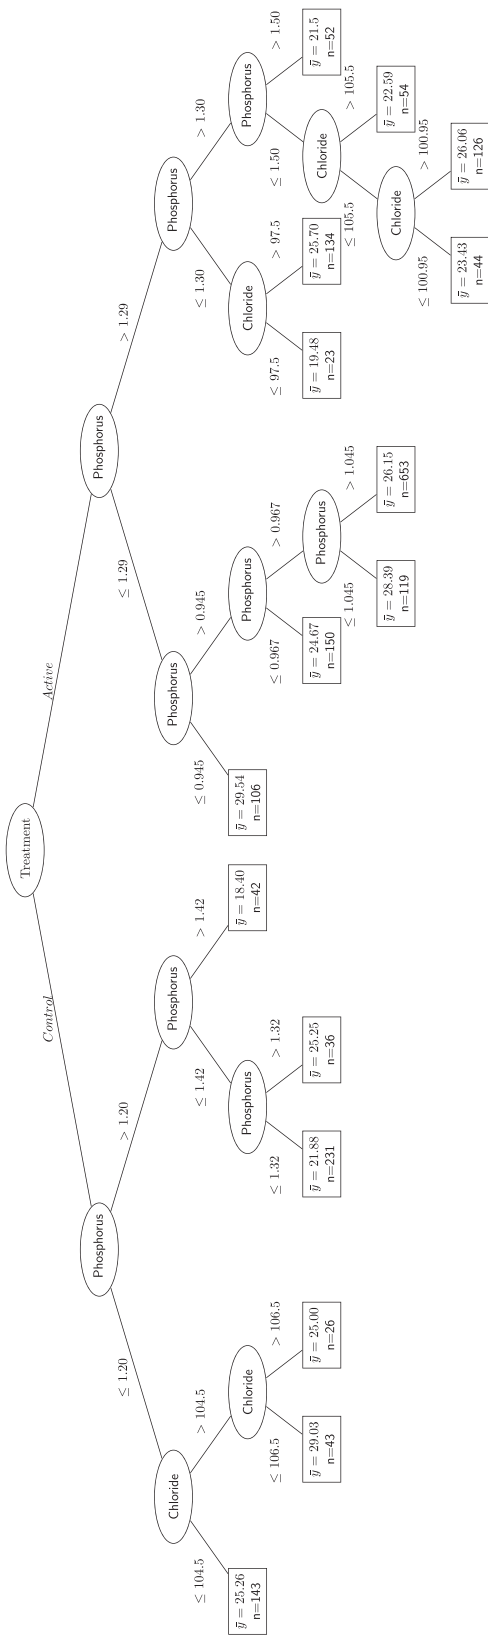 Treatment
Control
Active
Phosphorus
Phosphorus
≤ 1.20
> 1.20
≤ 1.29
> 1.29
Chloride
Phosphorus
Phosphorus
Phosphorus
≤ 104.5
> 104.5
≤ 1.42
> 1.42
≤ 0.945
> 0.945
≤ 1.30
> 1.30
ȳ = 25.26
n=143
Chloride
Phosphorus
ȳ = 18.40
n=42
ȳ = 29.54
n=106
Phosphorus
Chloride
Phosphorus
≤ 106.5
> 106.5
≤ 1.32
> 1.32
≤ 0.967
> 0.967
≤ 97.5
> 97.5
≤ 1.50
> 1.50
ȳ = 29.03
n=43
ȳ = 25.00
n=26
ȳ = 21.88
n=231
ȳ = 25.25
n=36
ȳ = 24.67
n=150
Phosphorus
ȳ = 19.48
n=23
ȳ = 25.70
n=134
Chloride
ȳ = 21.5
n=52
≤ 1.045
> 1.045
≤ 105.5
> 105.5
ȳ = 28.39
n=119
ȳ = 26.15
n=653
Chloride
ȳ = 22.59
n=54
≤ 100.95
> 100.95
ȳ = 23.43
n=44
ȳ = 26.06
n=126